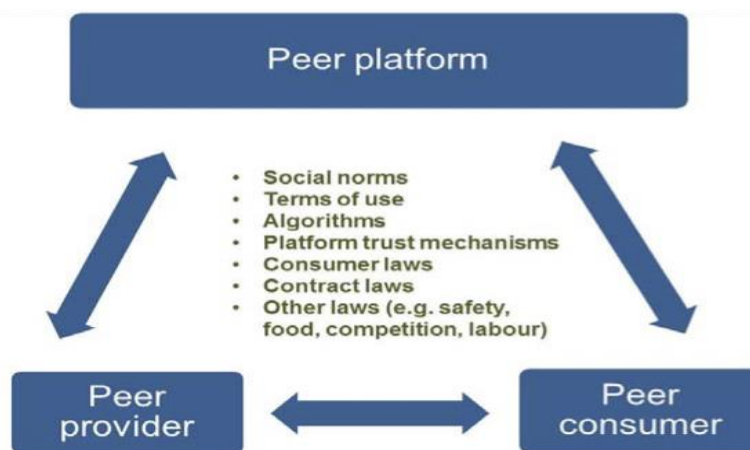 Peer platform
• Social norms
• Terms of use
• Algorithms
• Platform trust mechanisms
• Consumer laws
• Contract laws
• Other laws (e.g. safety,
food, competition, labour)
Peer
provider
Peer
consumer